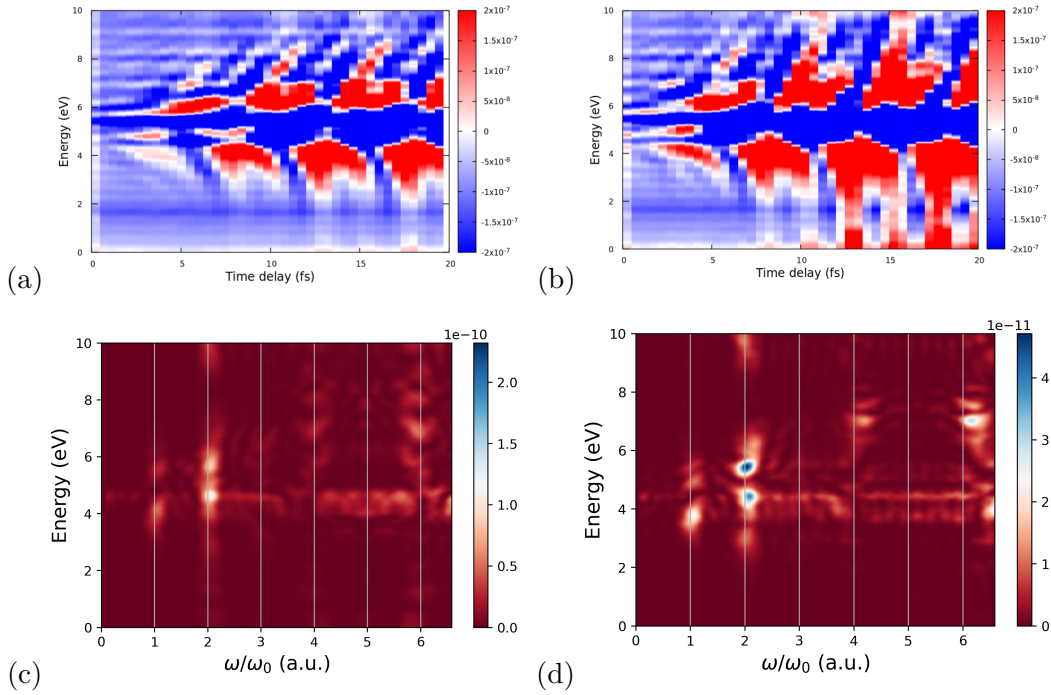 10
8
6
4
2
0
Energy (eV)
0
5
10
15
20
Time delay (fs)
2x10⁻⁷
1.5x10⁻⁷
1x10⁻⁷
5x10⁻⁸
0
-5x10⁻⁸
-1x10⁻⁷
-1.5x10⁻⁷
-2x10⁻⁷
(a)
10
8
6
4
2
0
Energy (eV)
0
5
10
15
20
Time delay (fs)
2x10⁻⁷
1.5x10⁻⁷
1x10⁻⁷
5x10⁻⁸
0
-5x10⁻⁸
-1x10⁻⁷
-1.5x10⁻⁷
-2x10⁻⁷
(b)
10
8
6
4
2
0
Energy (eV)
0
1
2
3
4
5
6
ω/ω₀ (a.u.)
1e−10
2.0
1.5
1.0
0.5
0.0
(c)
10
8
6
4
2
0
Energy (eV)
0
1
2
3
4
5
6
ω/ω₀ (a.u.)
1e−11
4
3
2
1
0
(d)